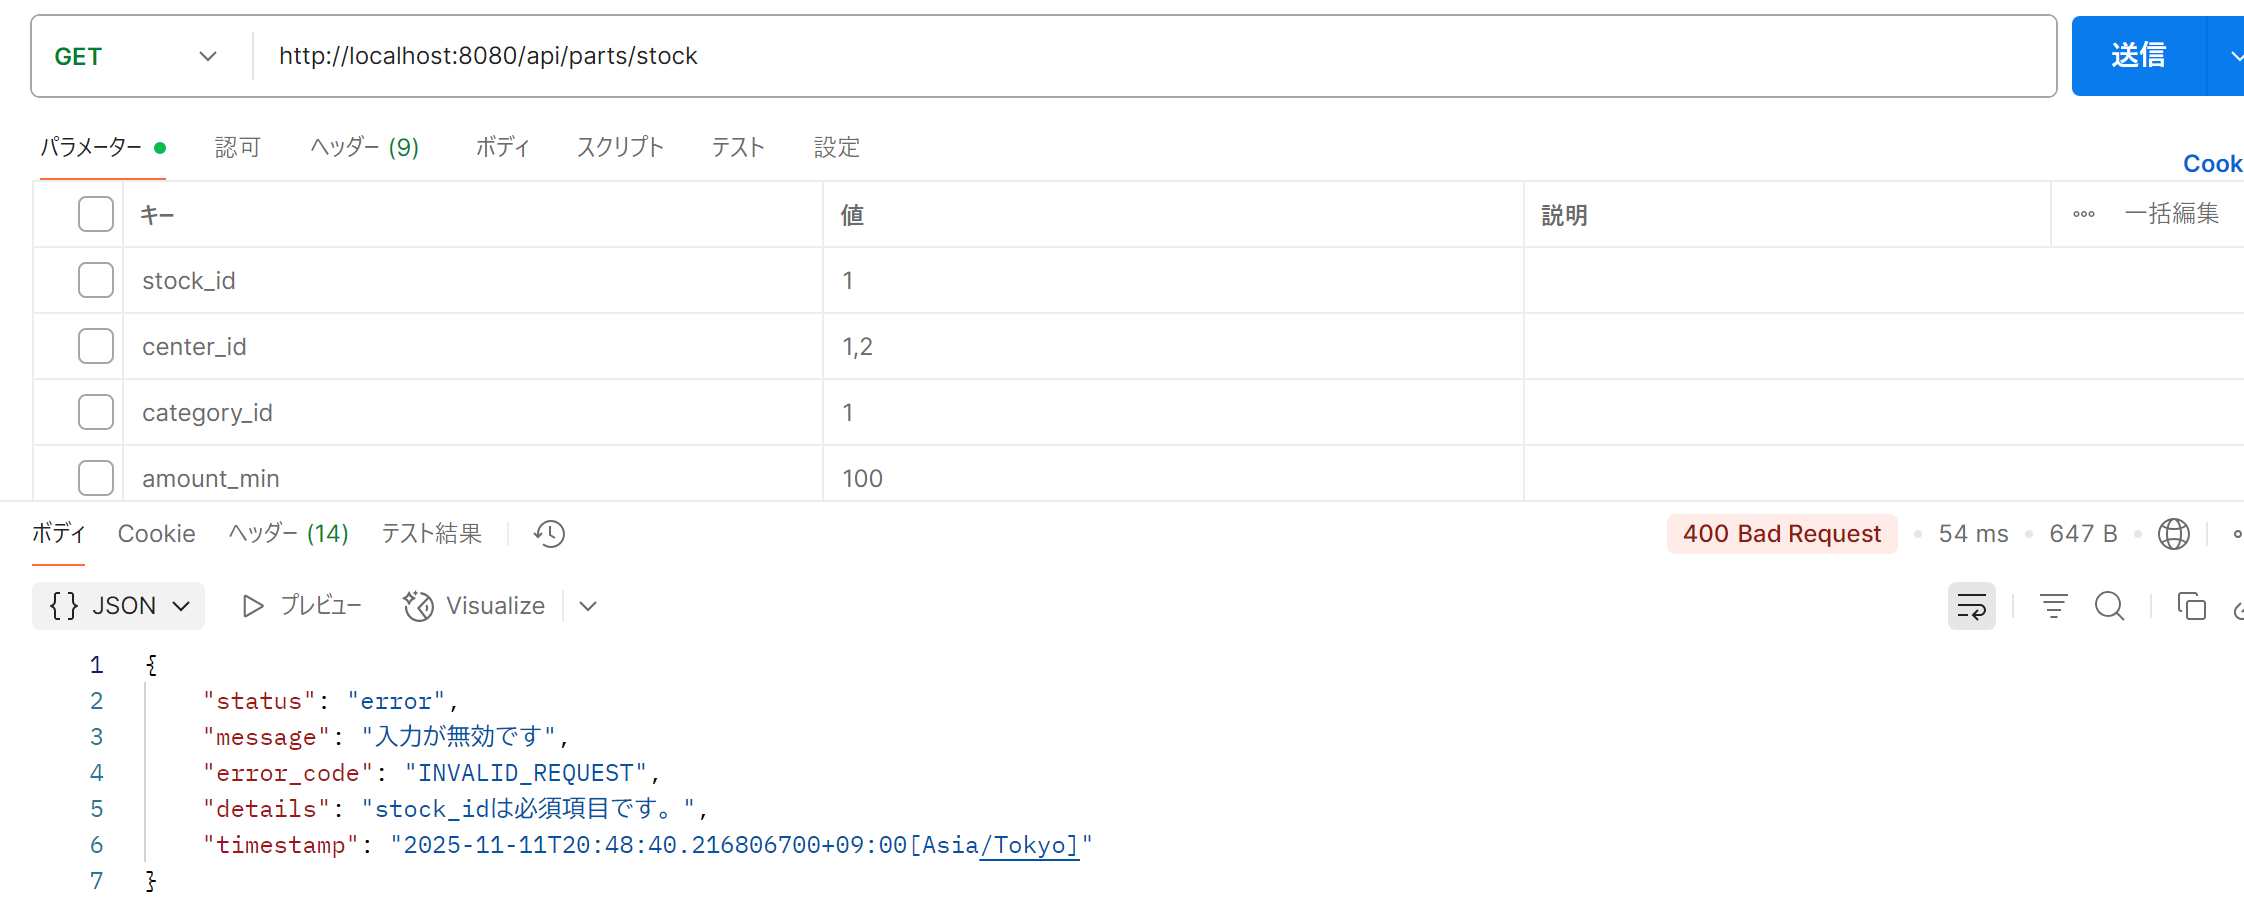 GET http://localhost:8080/api/parts/stock 送信
パラメーター 認可 ヘッダー (9) ボディ スクリプト テスト 設定
Cook
キー 値 説明 一括編集
stock_id 1
center_id 1,2
category_id 1
amount_min 100
ボディ Cookie ヘッダー (14) テスト結果 400 Bad Request 54 ms 647 B
{} JSON プレビュー Visualize
1 {
2 "status": "error",
3 "message": "入力が無効です",
4 "error_code": "INVALID_REQUEST",
5 "details": "stock_idは必須項目です。",
6 "timestamp": "2025-11-11T20:48:40.216806700+09:00[Asia/Tokyo]"
7 }